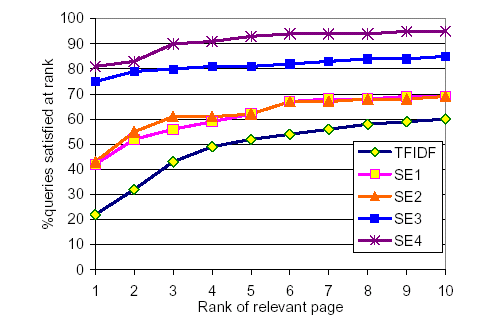 %queries satisfied at rank
100
90
80
70
60
50
40
30
20
10
0
1 2 3 4 5 6 7 8 9 10
Rank of relevant page
TFIDF
SE1
SE2
SE3
SE4